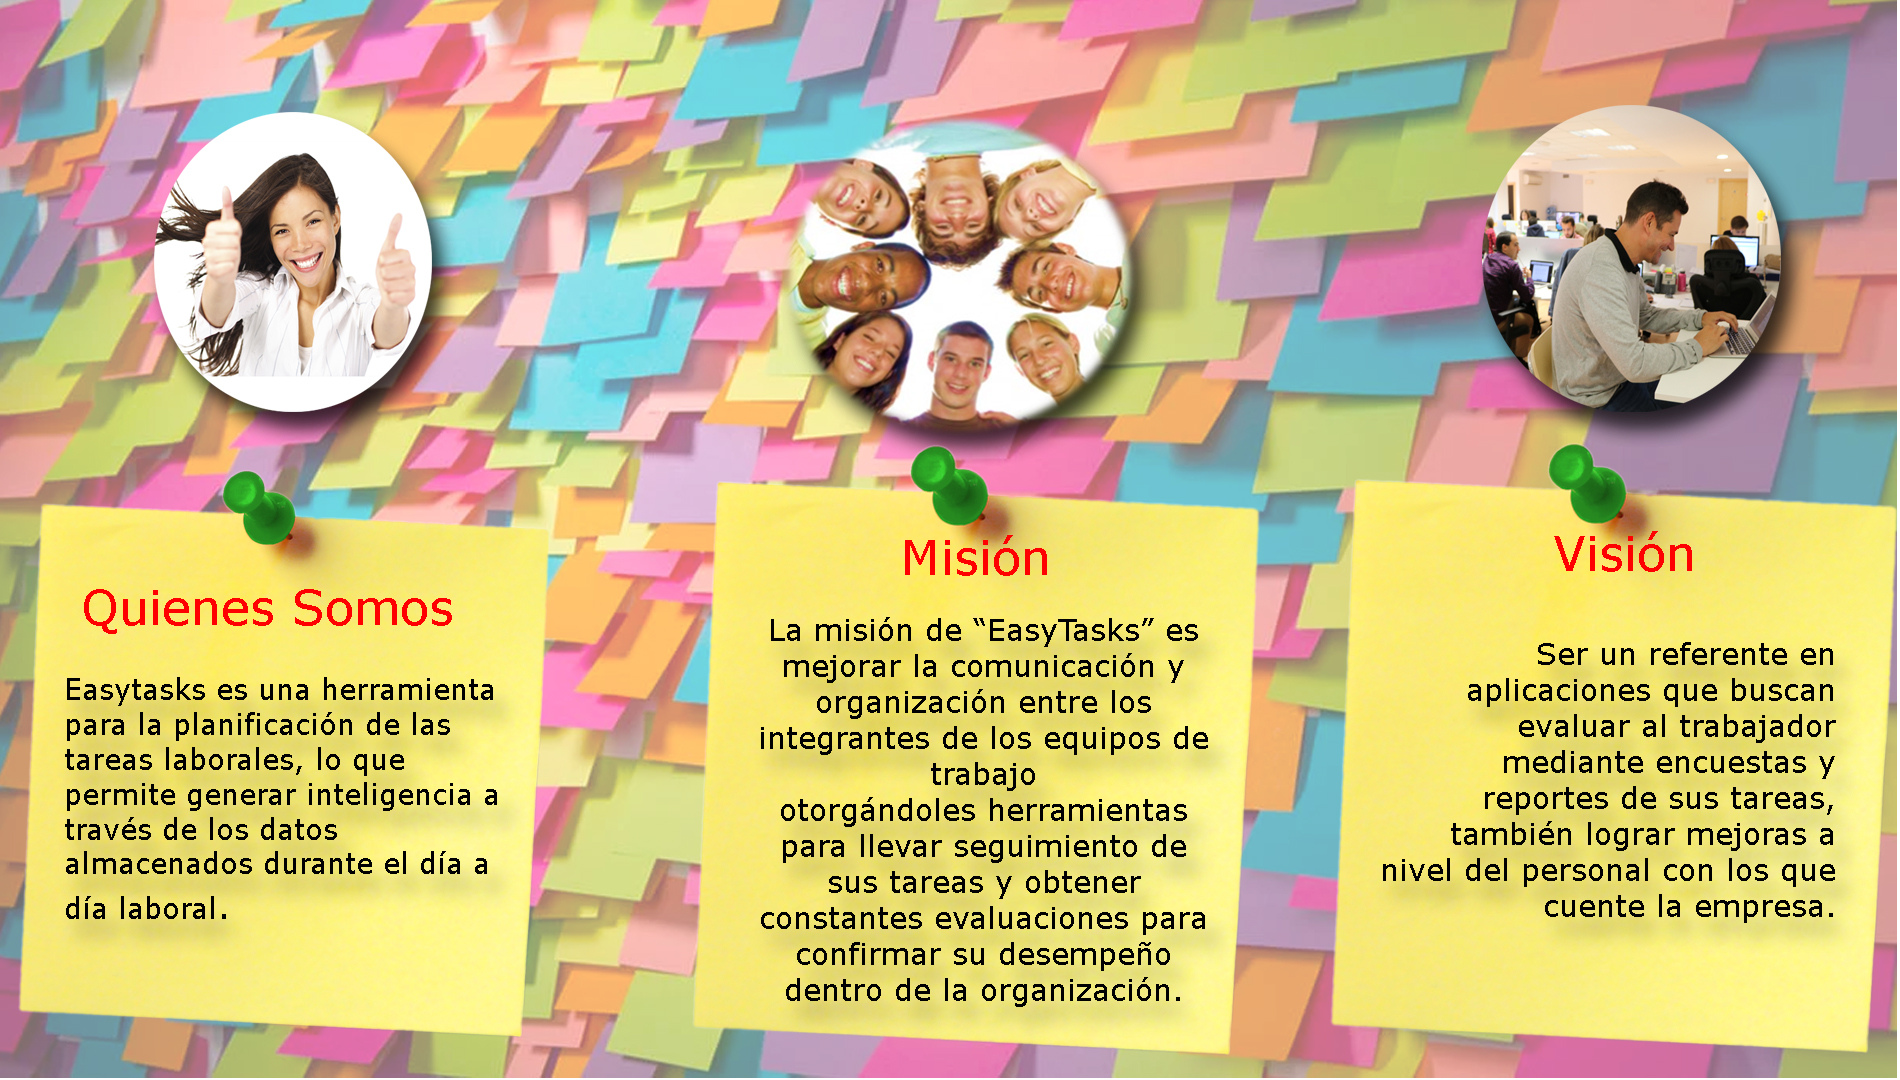 Quienes Somos
Easytasks es una herramienta
para la planificación de las
tareas laborales, lo que
permite generar inteligencia a
través de los datos
almacenados durante el día a
día laboral.
Misión
La misión de “EasyTasks” es
mejorar la comunicación y
organización entre los
integrantes de los equipos de
trabajo
otorgándoles herramientas
para llevar seguimiento de
sus tareas y obtener
constantes evaluaciones para
confirmar su desempeño
dentro de la organización.
Visión
Ser un referente en
aplicaciones que buscan
evaluar al trabajador
mediante encuestas y
reportes de sus tareas,
también lograr mejoras a
nivel del personal con los que
cuente la empresa.